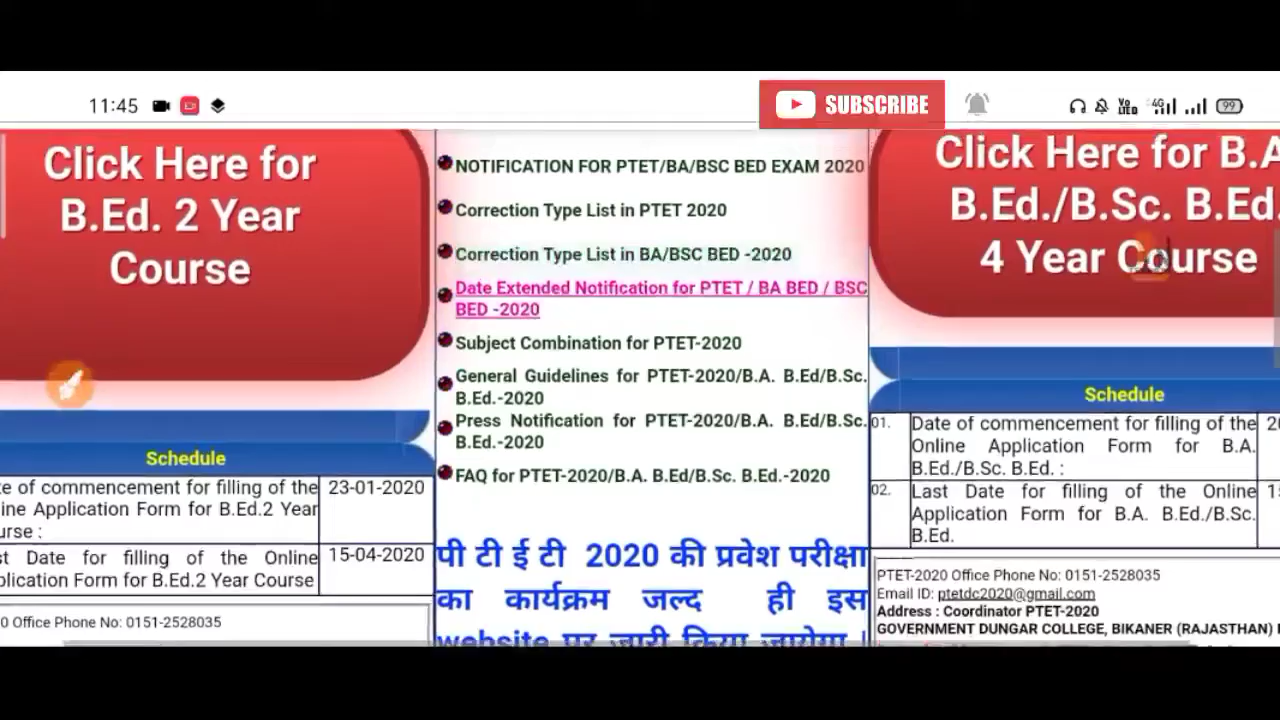 11:45
SUBSCRIBE
4G
99
Click Here for
B.Ed. 2 Year
Course
Schedule
te of commencement for filling of the
ine Application Form for B.Ed.2 Year
urse :
23-01-2020
st Date for filling of the Online
plication Form for B.Ed.2 Year Course
15-04-2020
0 Office Phone No: 0151-2528035
NOTIFICATION FOR PTET/BA/BSC BED EXAM 2020
Correction Type List in PTET 2020
Correction Type List in BA/BSC BED -2020
Date Extended Notification for PTET / BA BED / BSC
BED -2020
Subject Combination for PTET-2020
General Guidelines for PTET-2020/B.A. B.Ed/B.Sc.
B.Ed.-2020
Press Notification for PTET-2020/B.A. B.Ed/B.Sc.
B.Ed.-2020
FAQ for PTET-2020/B.A. B.Ed/B.Sc. B.Ed.-2020
पी टी ई टी 2020 की प्रवेश परीक्षा
का कार्यक्रम जल्द ही इस
website पर जारी किया जायेगा |
Click Here for B.A
B.Ed./B.Sc. B.Ed.
4 Year Course
Schedule
01.
Date of commencement for filling of the
Online Application Form for B.A.
B.Ed./B.Sc. B.Ed. :
02.
Last Date for filling of the Online
Application Form for B.A. B.Ed./B.Sc.
B.Ed.
PTET-2020 Office Phone No: 0151-2528035
Email ID: ptetdc2020@gmail.com
Address : Coordinator PTET-2020
GOVERNMENT DUNGAR COLLEGE, BIKANER (RAJASTHAN)